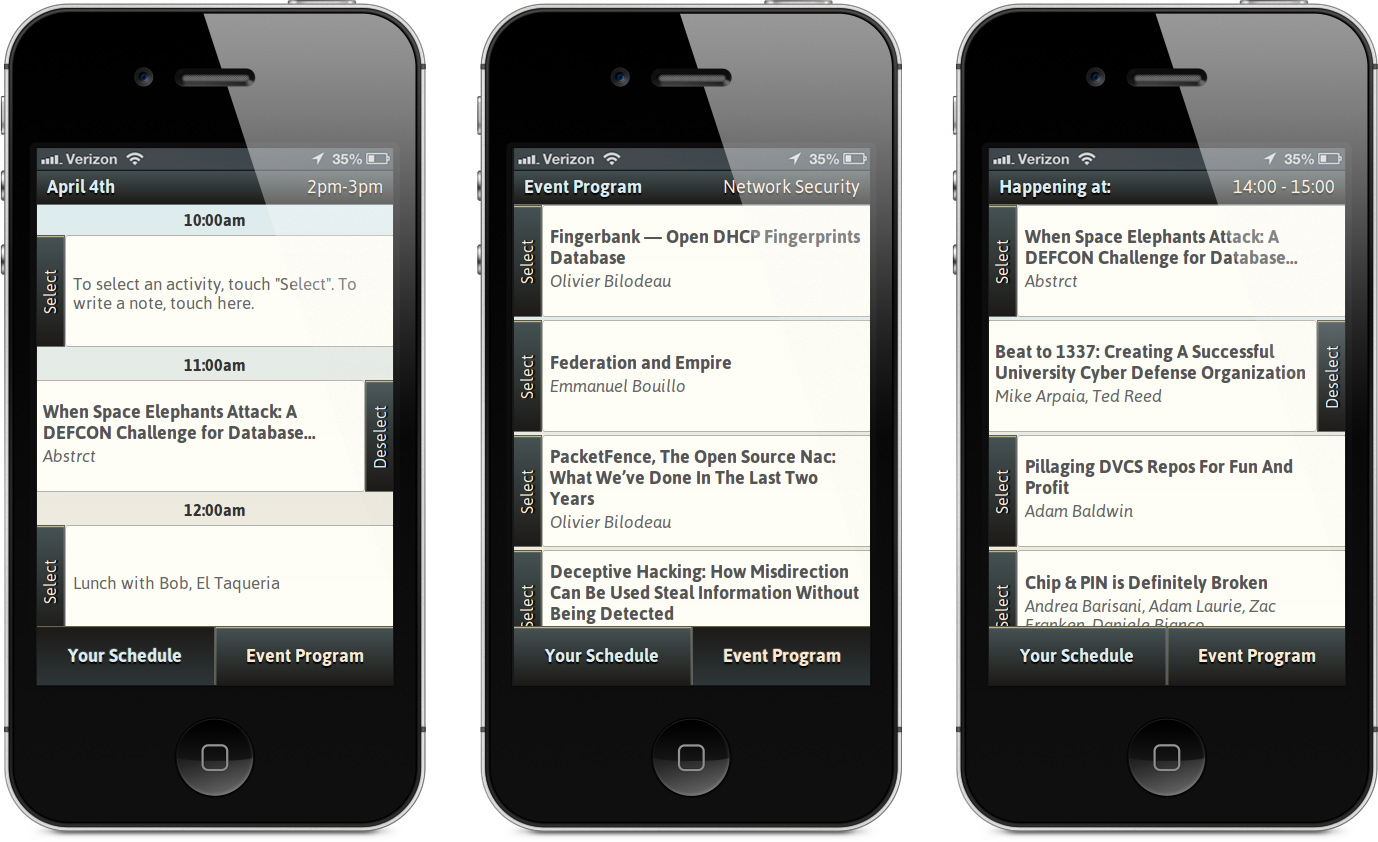 Verizon 35%
April 4th 2pm-3pm
10:00am
Select
To select an activity, touch "Select". To
write a note, touch here.
11:00am
When Space Elephants Attack: A
DEFCON Challenge for Database...
Abstrct
Deselect
12:00am
Select
Lunch with Bob, El Taqueria
Your Schedule Event Program
Verizon 35%
Event Program Network Security
Select
Fingerbank — Open DHCP Fingerprints
Database
Olivier Bilodeau
Select
Federation and Empire
Emmanuel Bouillo
Select
PacketFence, The Open Source Nac:
What We’ve Done In The Last Two
Years
Olivier Bilodeau
Select
Deceptive Hacking: How Misdirection
Can Be Used Steal Information Without
Being Detected
Your Schedule Event Program
Verizon 35%
Happening at: 14:00 - 15:00
Select
When Space Elephants Attack: A
DEFCON Challenge for Database...
Abstrct
Beat to 1337: Creating A Successful
University Cyber Defense Organization
Mike Arpaia, Ted Reed
Deselect
Select
Pillaging DVCS Repos For Fun And
Profit
Adam Baldwin
Select
Chip & PIN is Definitely Broken
Andrea Barisani, Adam Laurie, Zac
Franken, Daniele Bianco
Your Schedule Event Program